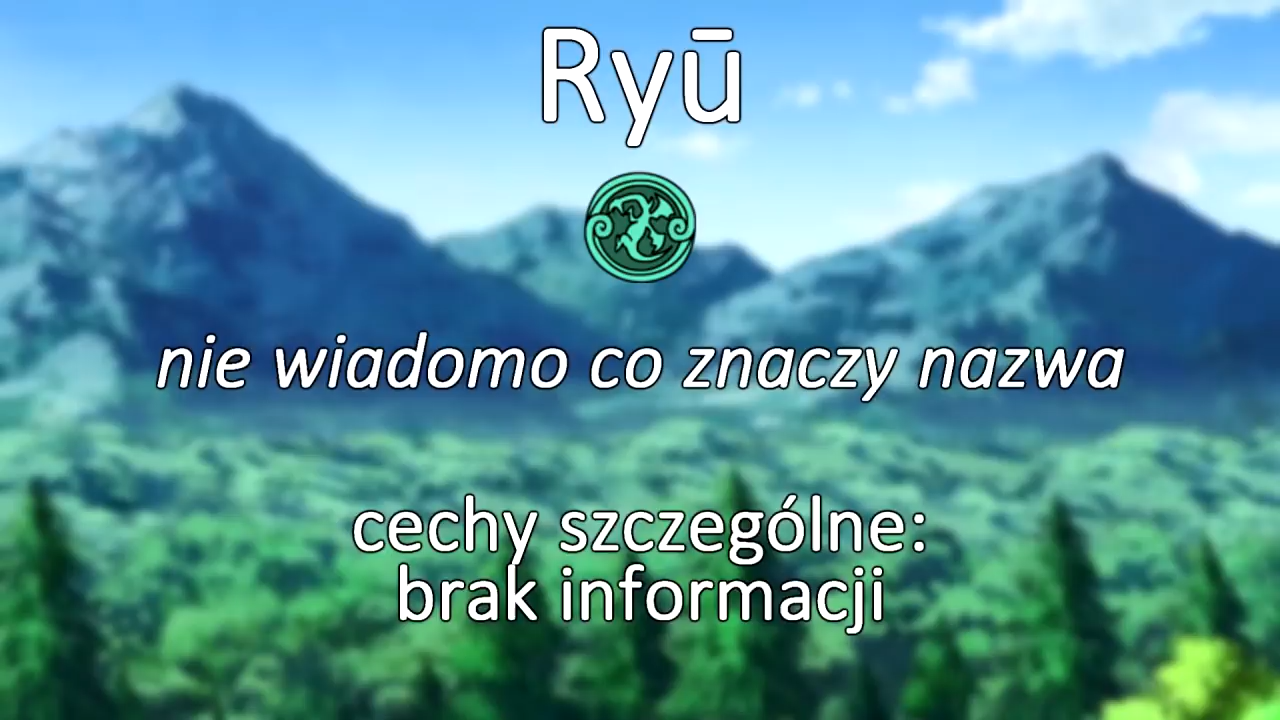 Ryū
nie wiadomo co znaczy nazwa
cechy szczególne:
brak informacji